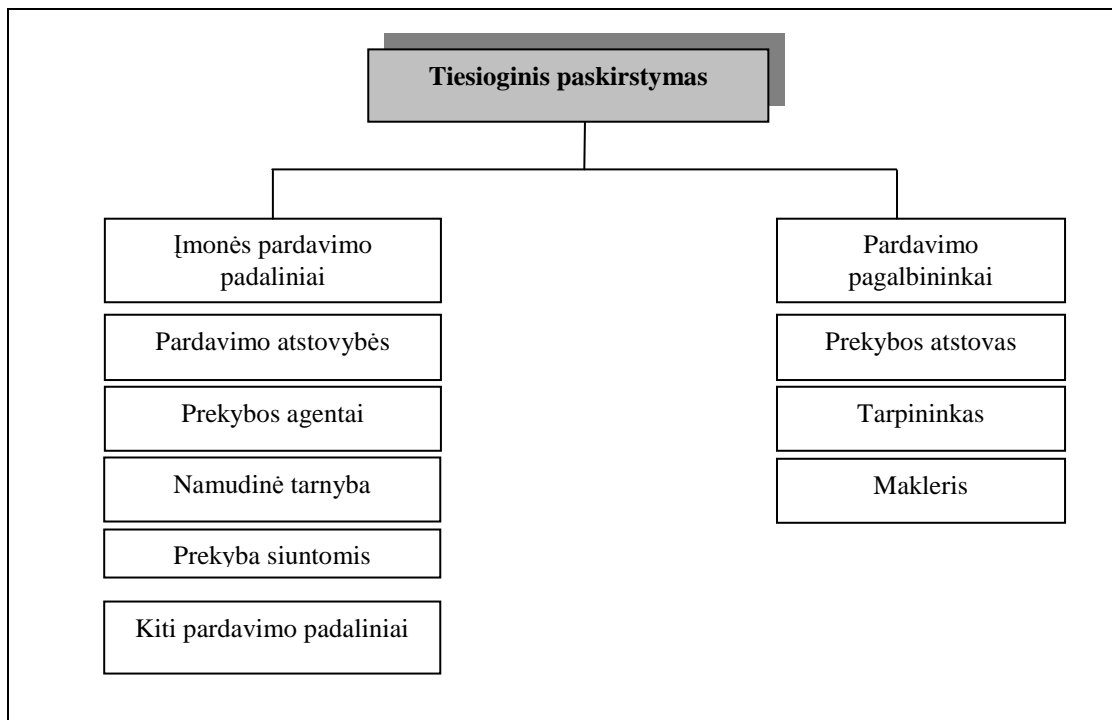 Tiesioginis paskirstymas
Įmonės pardavimo
padaliniai
Pardavimo atstovybės
Prekybos agentai
Namudinė tarnyba
Prekyba siuntomis
Kiti pardavimo padaliniai
Pardavimo
pagalbininkai
Prekybos atstovas
Tarpininkas
Makleris